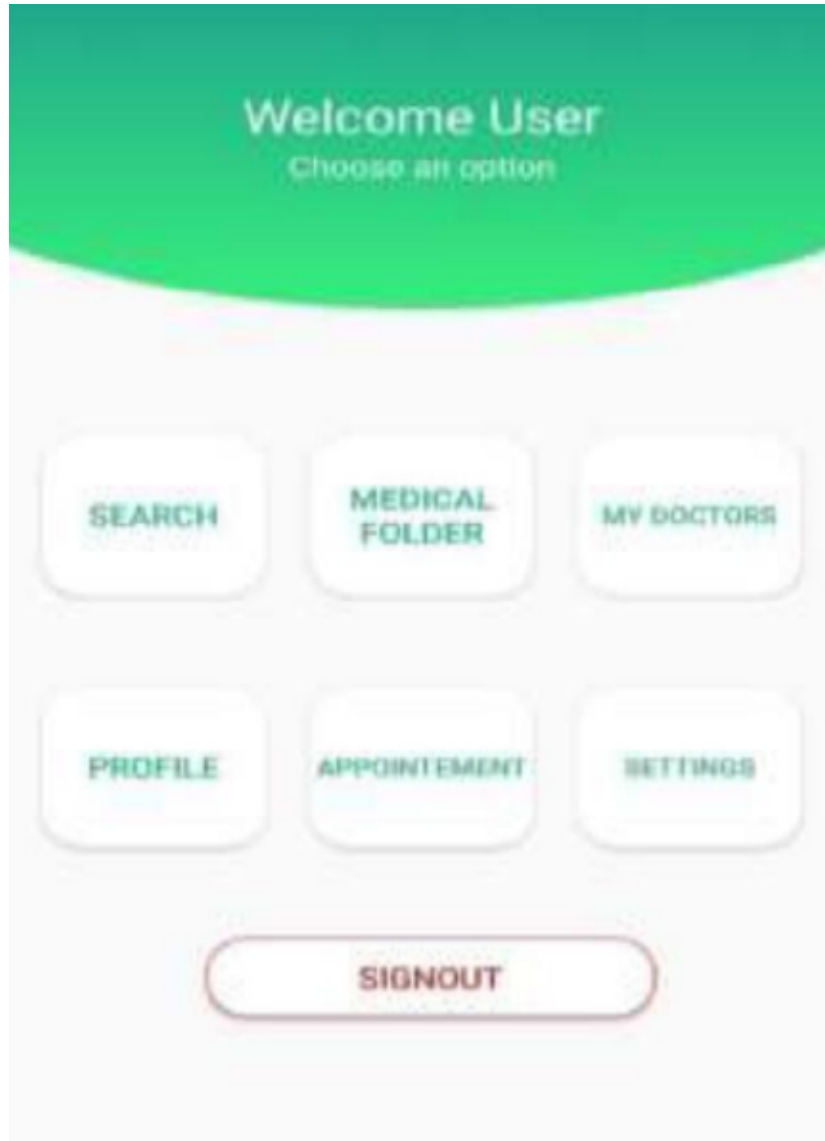 Welcome User
Choose an option
SEARCH
MEDICAL
FOLDER
MY DOCTORS
PROFILE
APPOINTEMENT
SETTINGS
SIGNOUT